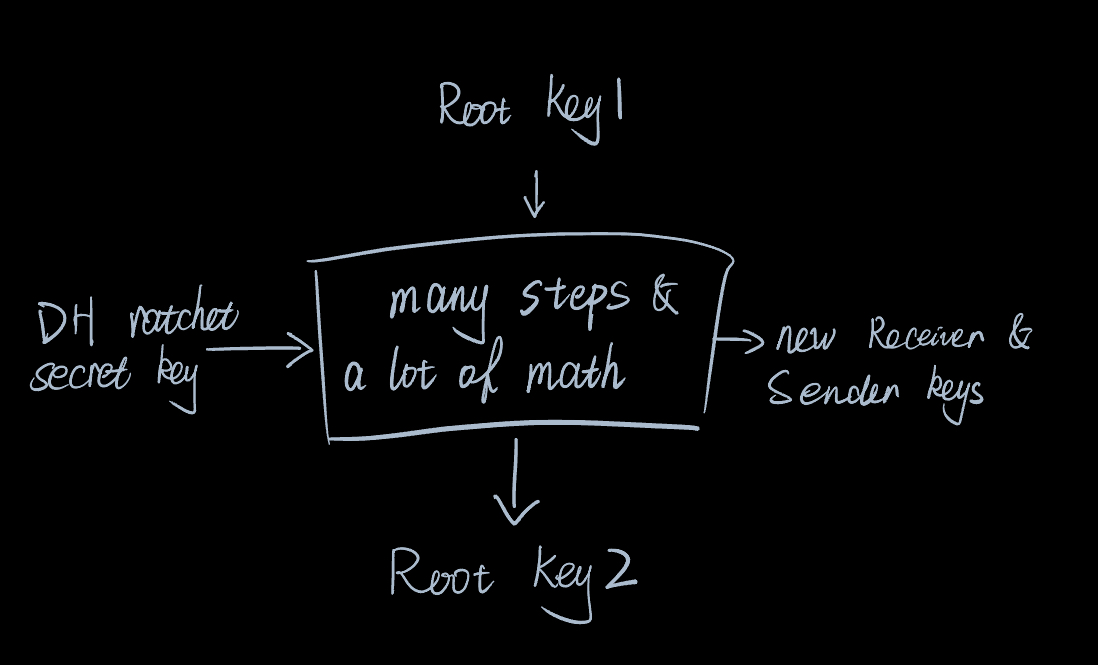 Root Key1
many steps &
a lot of math
DH ratchet
secret key
new Receiver &
Sender keys
Root Key2